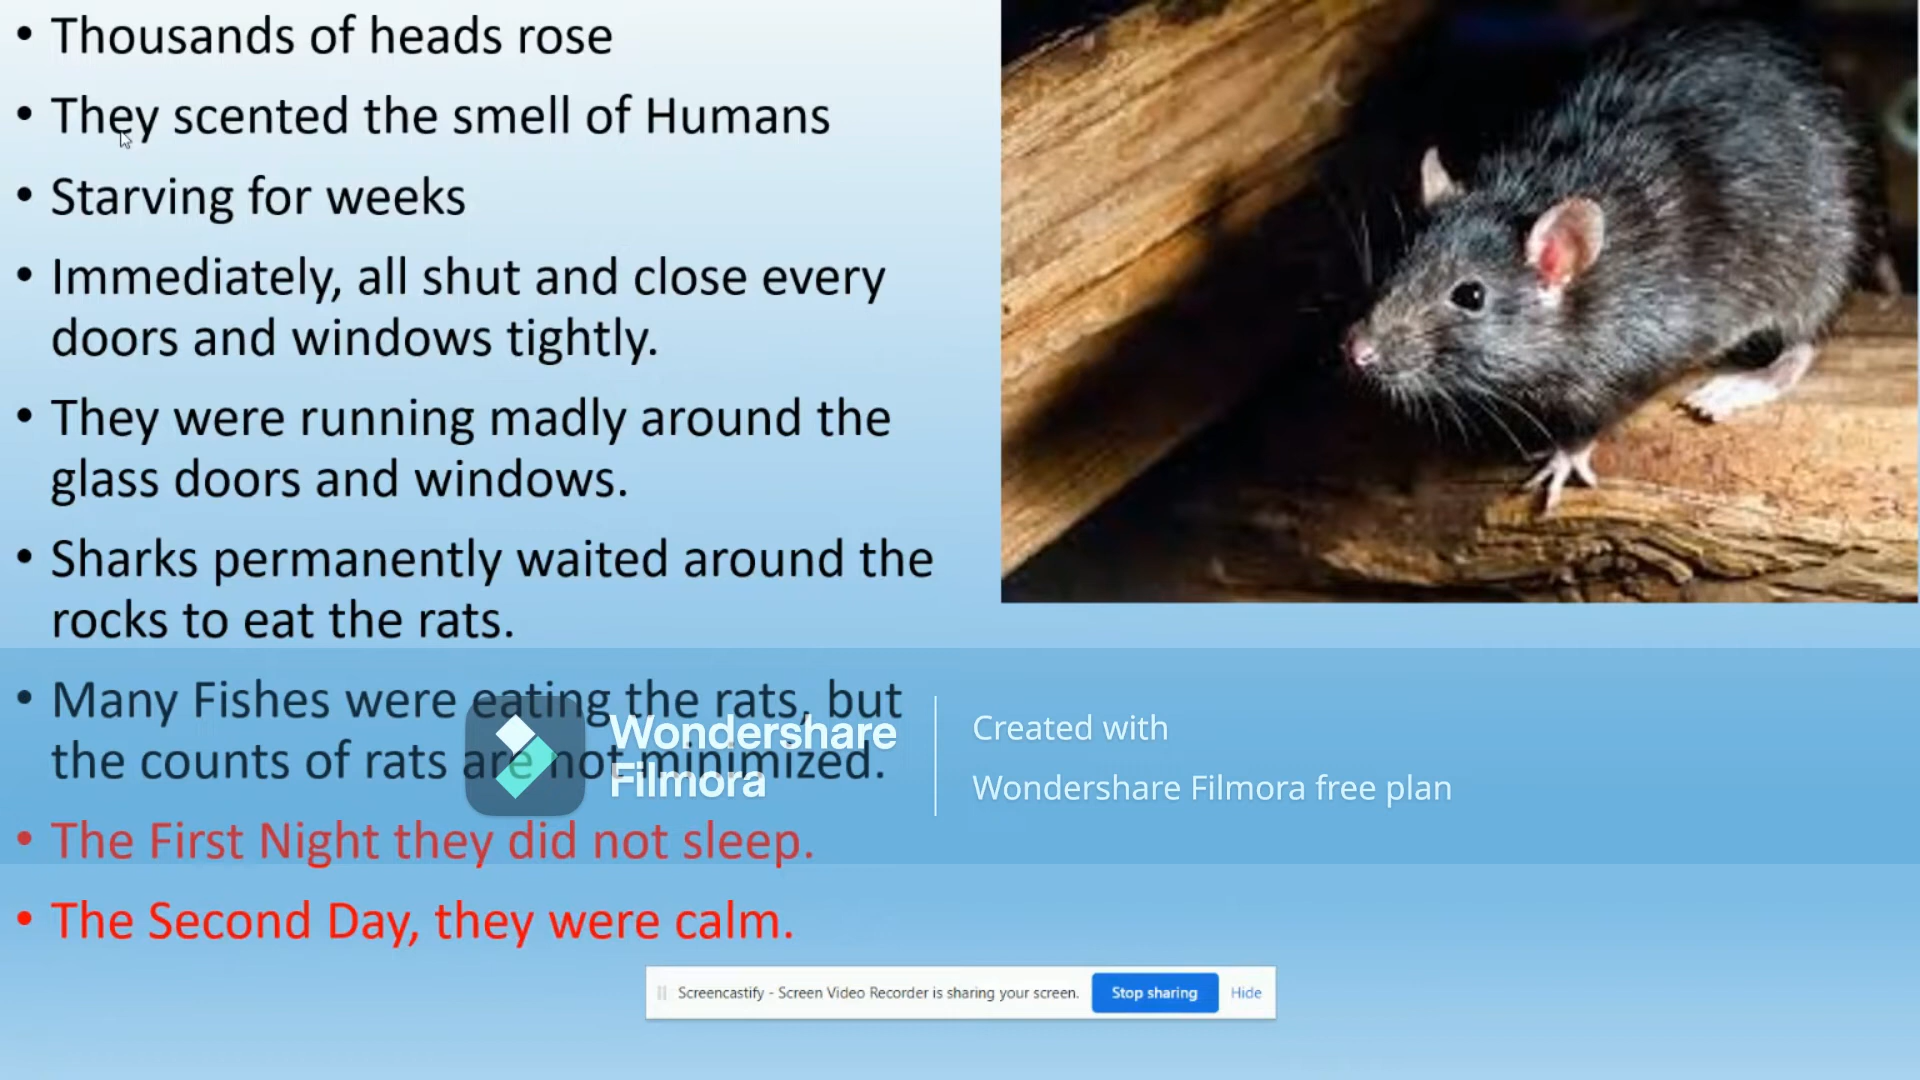 • Thousands of heads rose
• They scented the smell of Humans
• Starving for weeks
• Immediately, all shut and close every
doors and windows tightly.
• They were running madly around the
glass doors and windows.
• Sharks permanently waited around the
rocks to eat the rats.
• Many Fishes were eating the rats, but
the counts of rats are not minimized.
• The First Night they did not sleep.
• The Second Day, they were calm.
Wondershare
Filmora
Created with
Wondershare Filmora free plan
Screencastify - Screen Video Recorder is sharing your screen.
Stop sharing
Hide